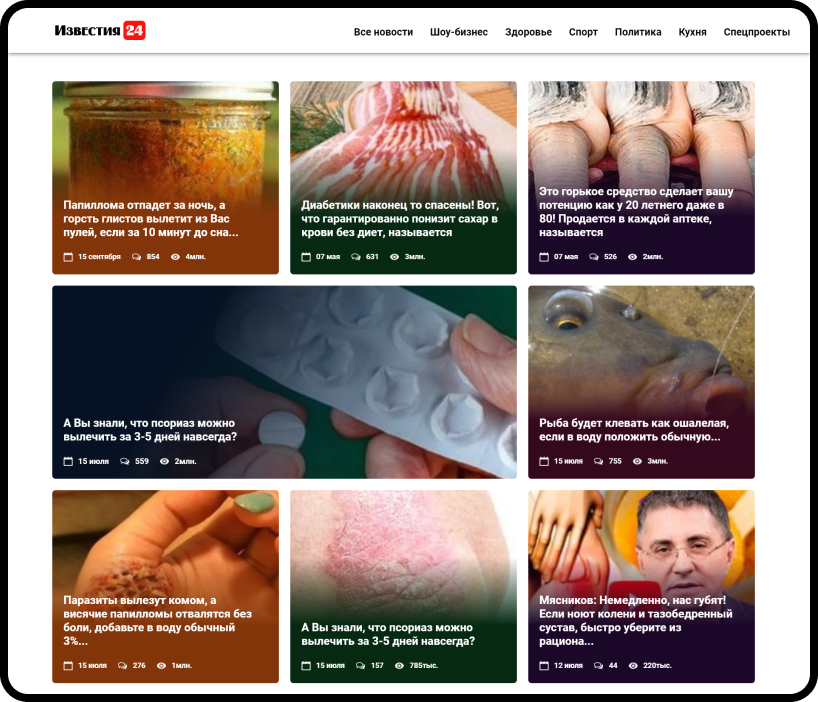 Известия 24
Все новости Шоу-бизнес Здоровье Спорт Политика Кухня Спецпроекты
Папиллома отпадет за ночь, а
горсть глистов вылетит из Вас
пулей, если за 10 минут до сна...
15 сентября 854 4млн.
Диабетики наконец то спасены! Вот,
что гарантированно понизит сахар в
крови без диет, называется
07 мая 631 3млн.
Это горькое средство сделает вашу
потенцию как у 20 летнего даже в
80! Продается в каждой аптеке,
называется
07 мая 526 2млн.
А Вы знали, что псориаз можно
вылечить за 3-5 дней навсегда?
15 июля 559 2млн.
Рыба будет клевать как ошалелая,
если в воду положить обычную...
15 июля 755 3млн.
Паразиты вылезут комом, а
висячие папилломы отвалятся без
боли, добавьте в воду обычный
3%...
15 июля 276 1млн.
А Вы знали, что псориаз можно
вылечить за 3-5 дней навсегда?
15 июля 157 785тыс.
Мясников: Немедленно, нас губят!
Если ноют колени и тазобедренный
сустав, быстро уберите из
рациона...
12 июля 44 220тыс.